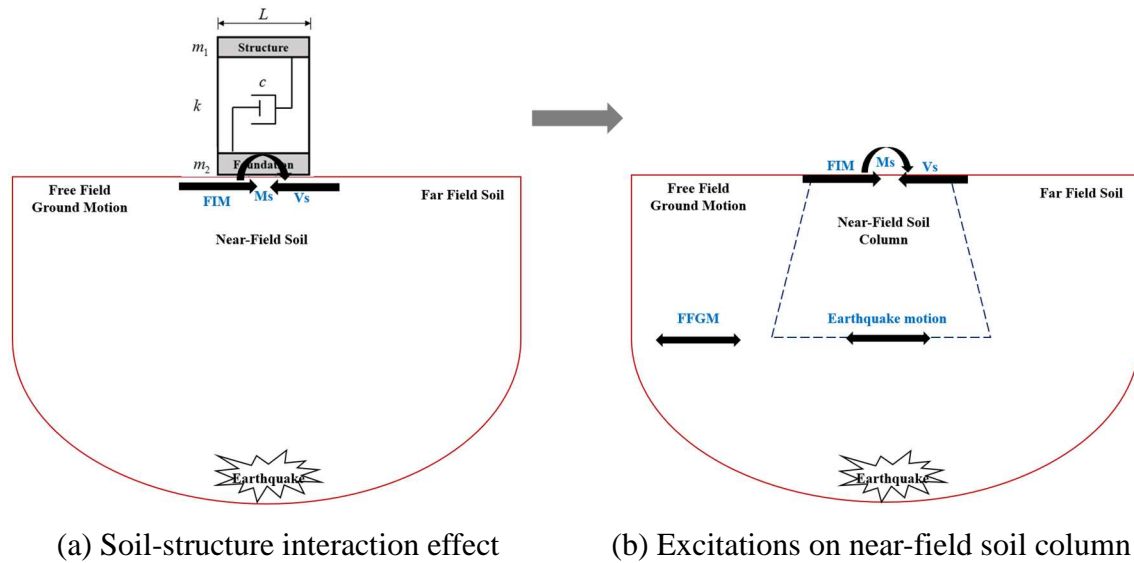 L
m1
Structure
c
k
m2
Foundation
Free Field
Ground Motion
FIM
Ms
Vs
Far Field Soil
Near-Field Soil
Earthquake
(a) Soil-structure interaction effect
FIM
Ms
Vs
Free Field
Ground Motion
Far Field Soil
Near-Field Soil
Column
FFGM
Earthquake motion
Earthquake
(b) Excitations on near-field soil column